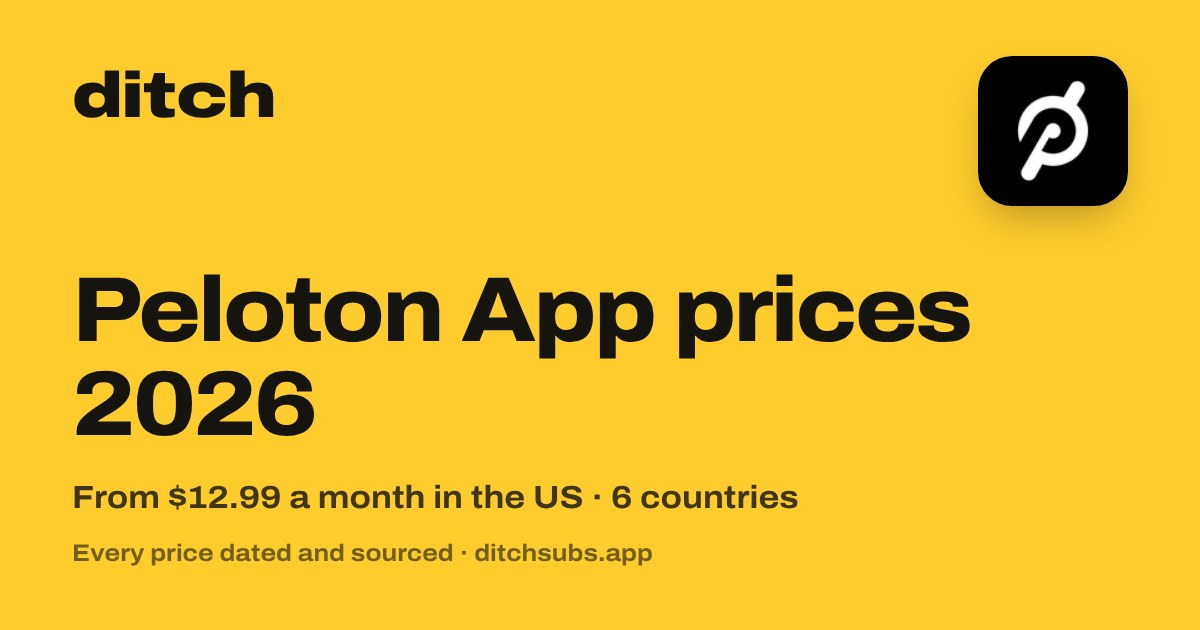 ditch
Peloton App prices
2026
From $12.99 a month in the US · 6 countries
Every price dated and sourced · ditchsubs.app